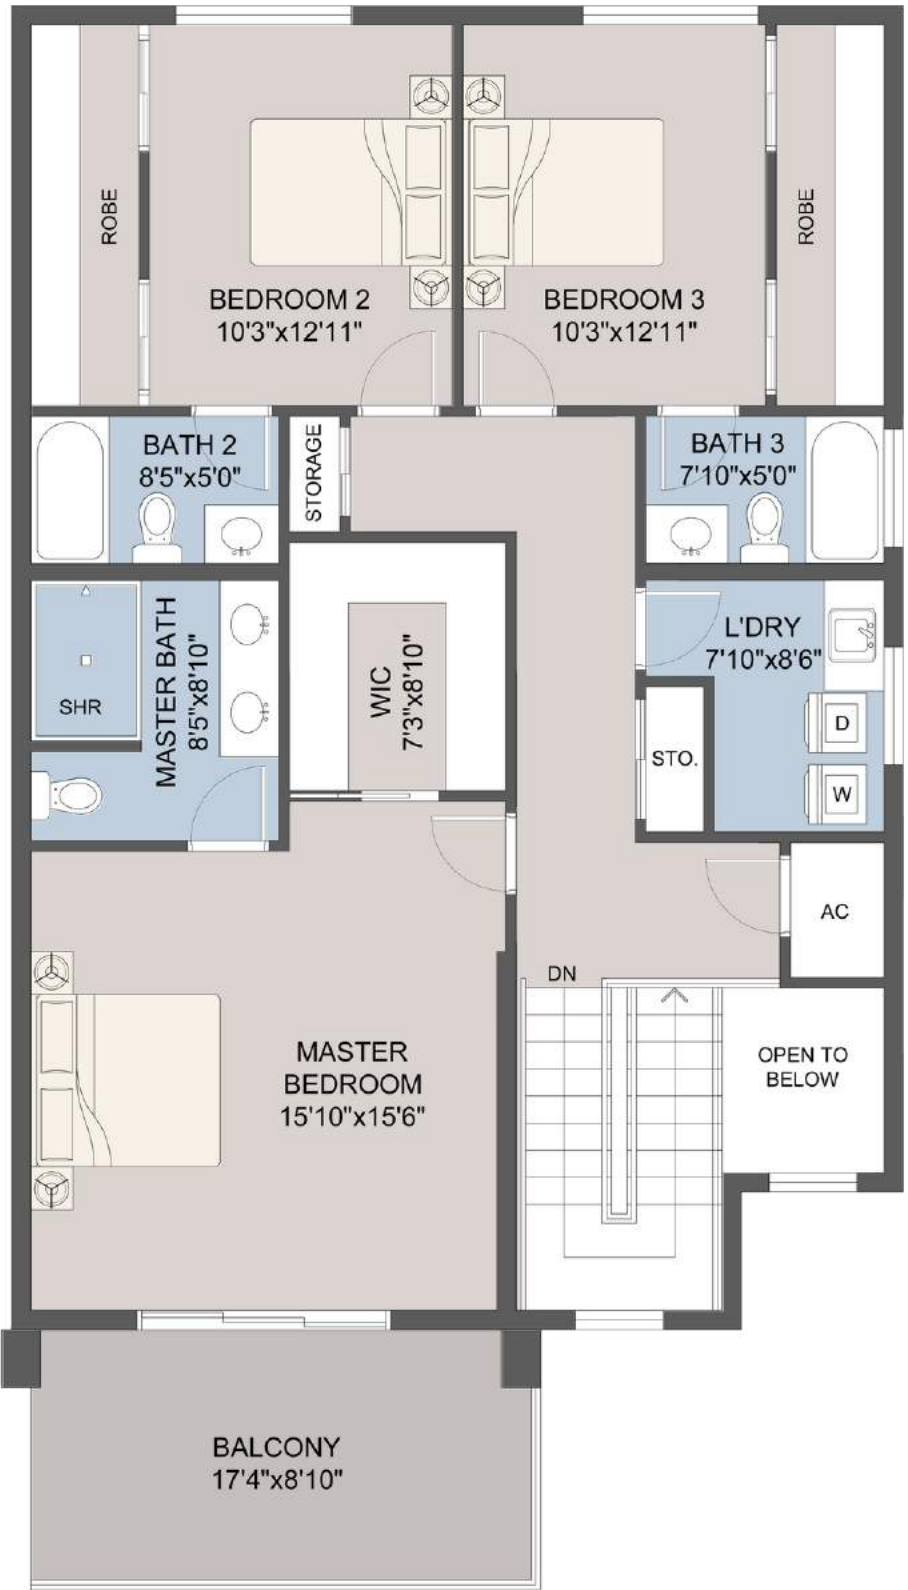 ROBE
BEDROOM 2
10'3"x12'11"
BEDROOM 3
10'3"x12'11"
ROBE
BATH 2
8'5"x5'0"
STORAGE
BATH 3
7'10"x5'0"
SHR
MASTER BATH
8'5"x8'10"
WIC
7'3"x8'10"
L'DRY
7'10"x8'6"
D
STO.
W
AC
DN
MASTER
BEDROOM
15'10"x15'6"
OPEN TO
BELOW
BALCONY
17'4"x8'10"